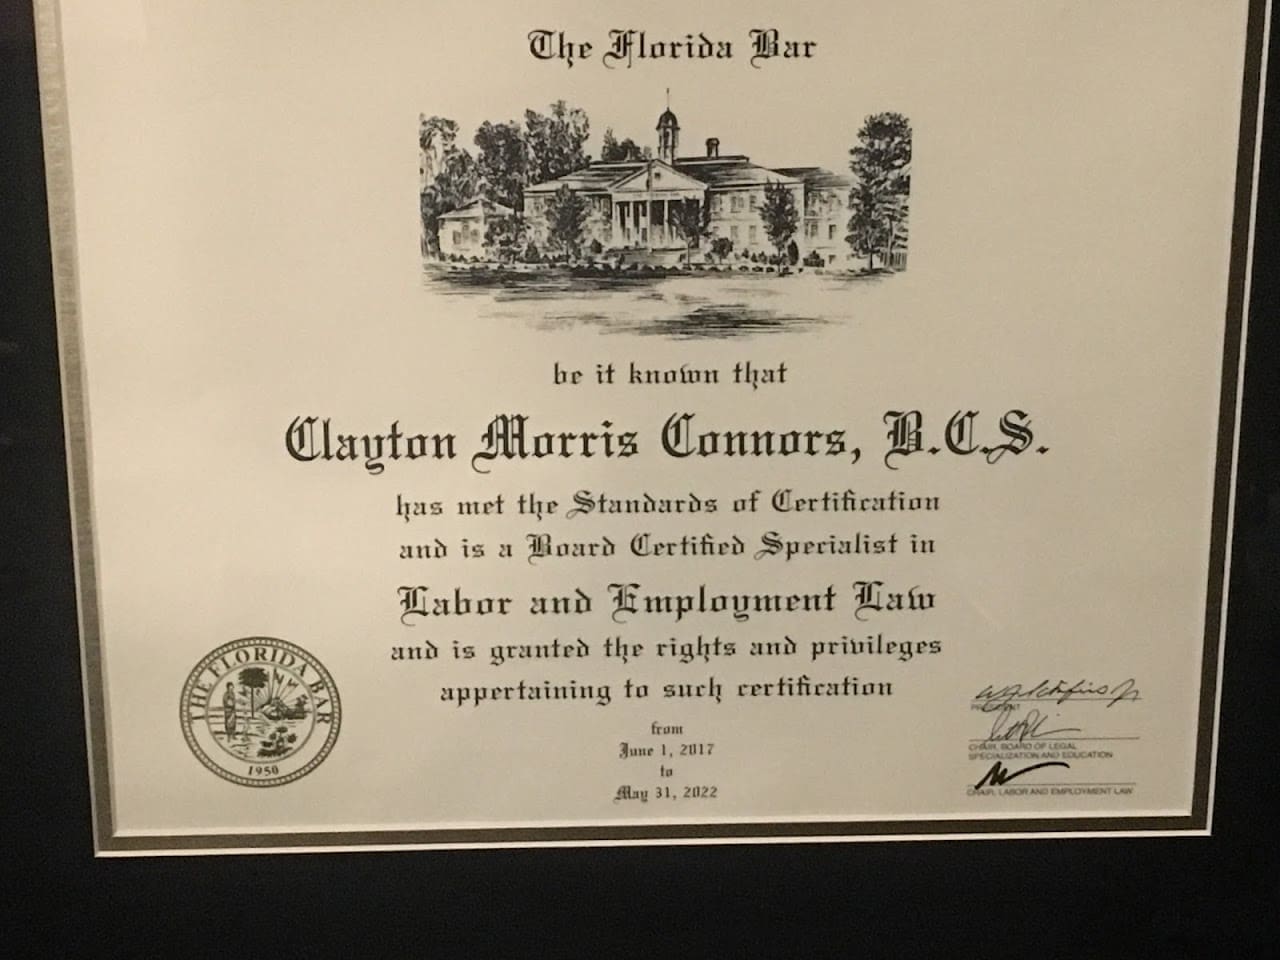 The Florida Bar
be it known that
Clayton Morris Connors, B.C.S.
has met the Standards of Certification
and is a Board Certified Specialist in
Labor and Employment Law
and is granted the rights and privileges
appertaining to such certification
from
June 1, 2017
to
May 31, 2022
THE FLORIDA BAR
1950
PRESIDENT
CHAIR, BOARD OF LEGAL
SPECIALIZATION AND EDUCATION
CHAIR, LABOR AND EMPLOYMENT LAW